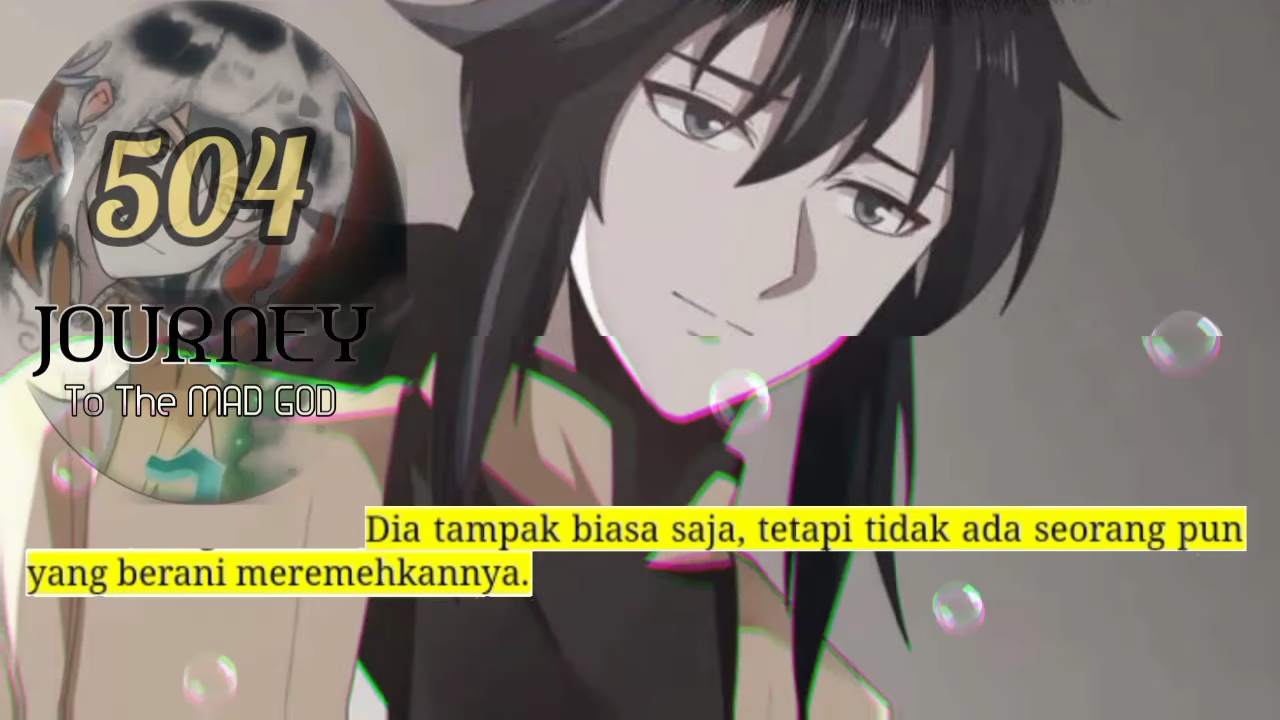 504
JOURNEY
To The MAD GOD
Dia tampak biasa saja, tetapi tidak ada seorang pun
yang berani meremehkannya.